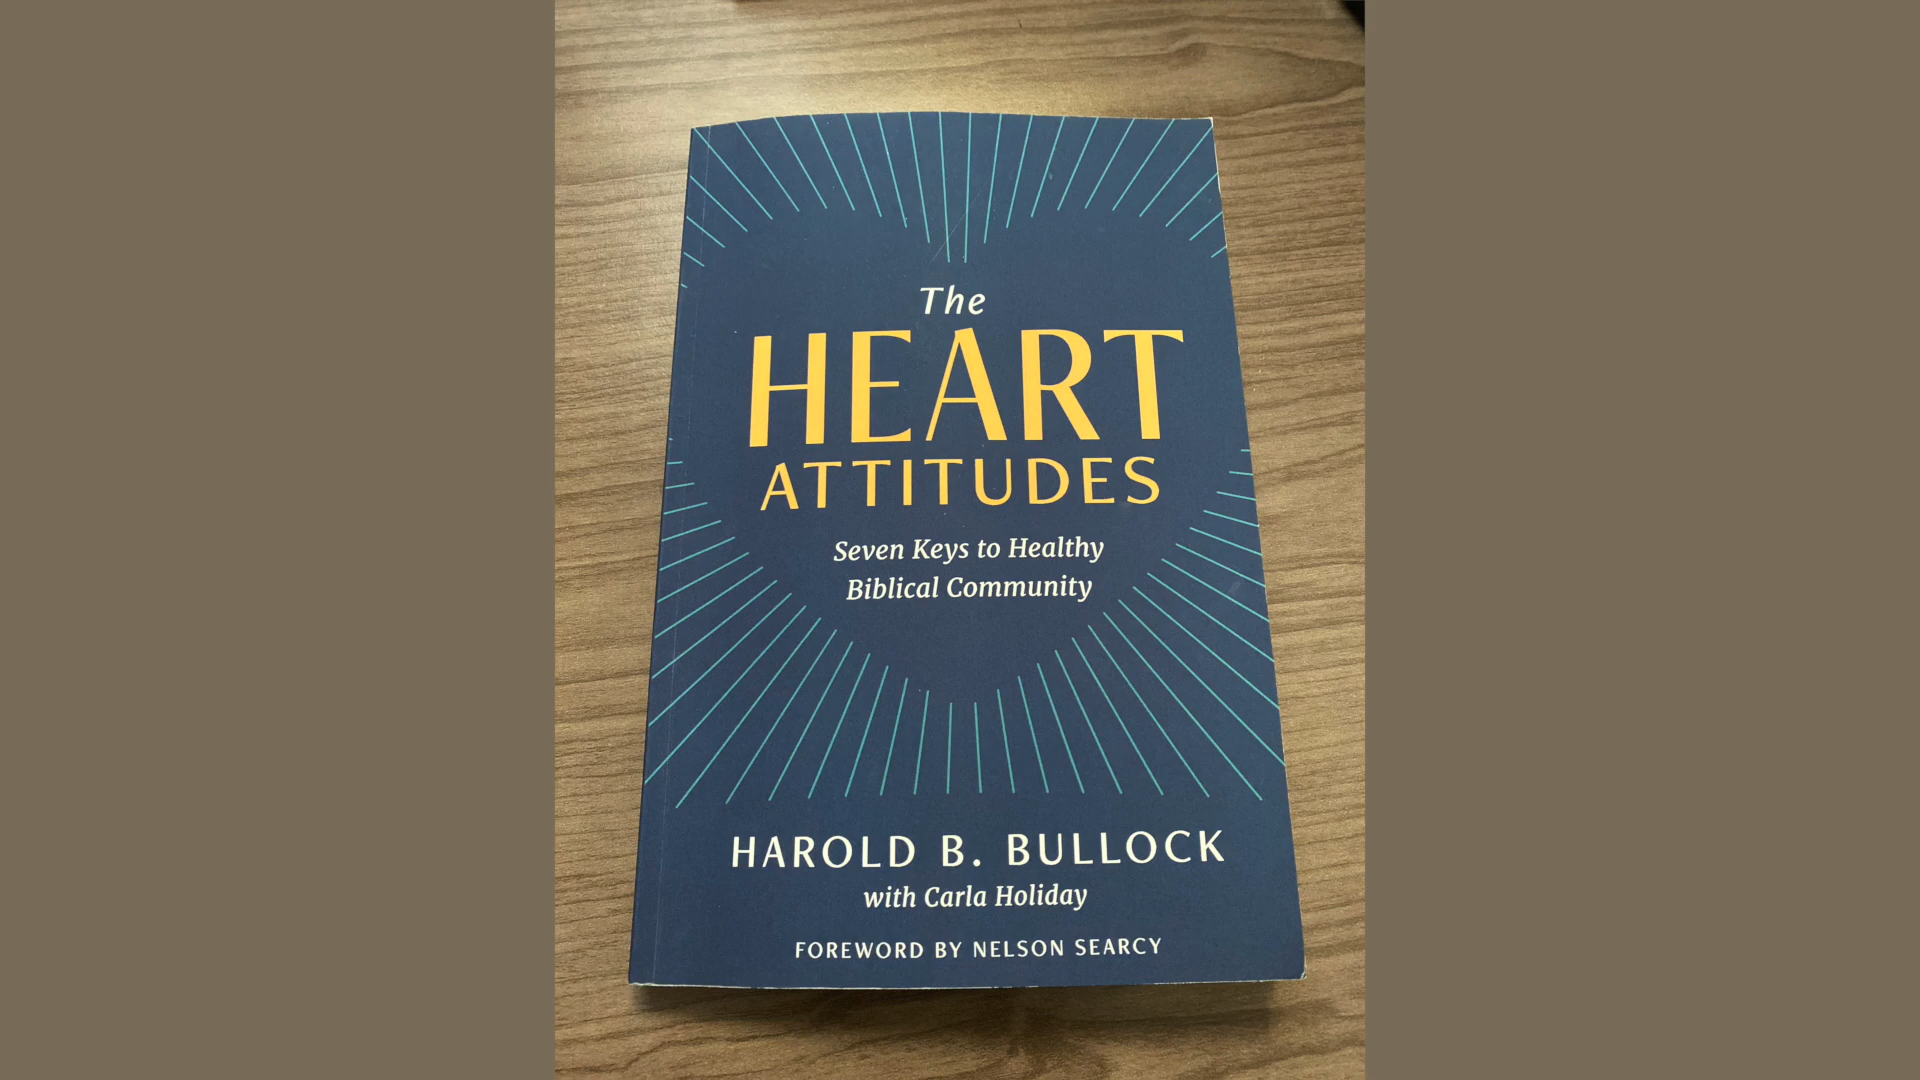 The
HEART
ATTITUDES
Seven Keys to Healthy
Biblical Community
HAROLD B. BULLOCK
with Carla Holiday
FOREWORD BY NELSON SEARCY